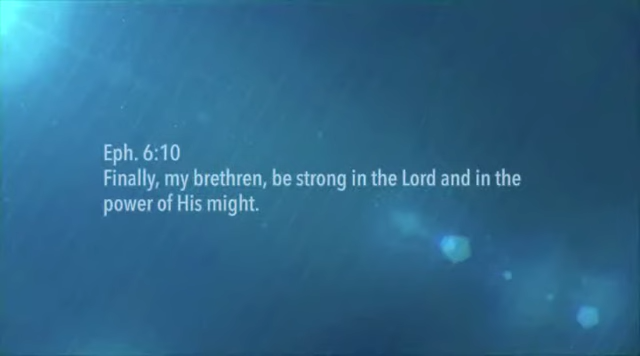 Eph. 6:10
Finally, my brethren, be strong in the Lord and in the
power of His might.